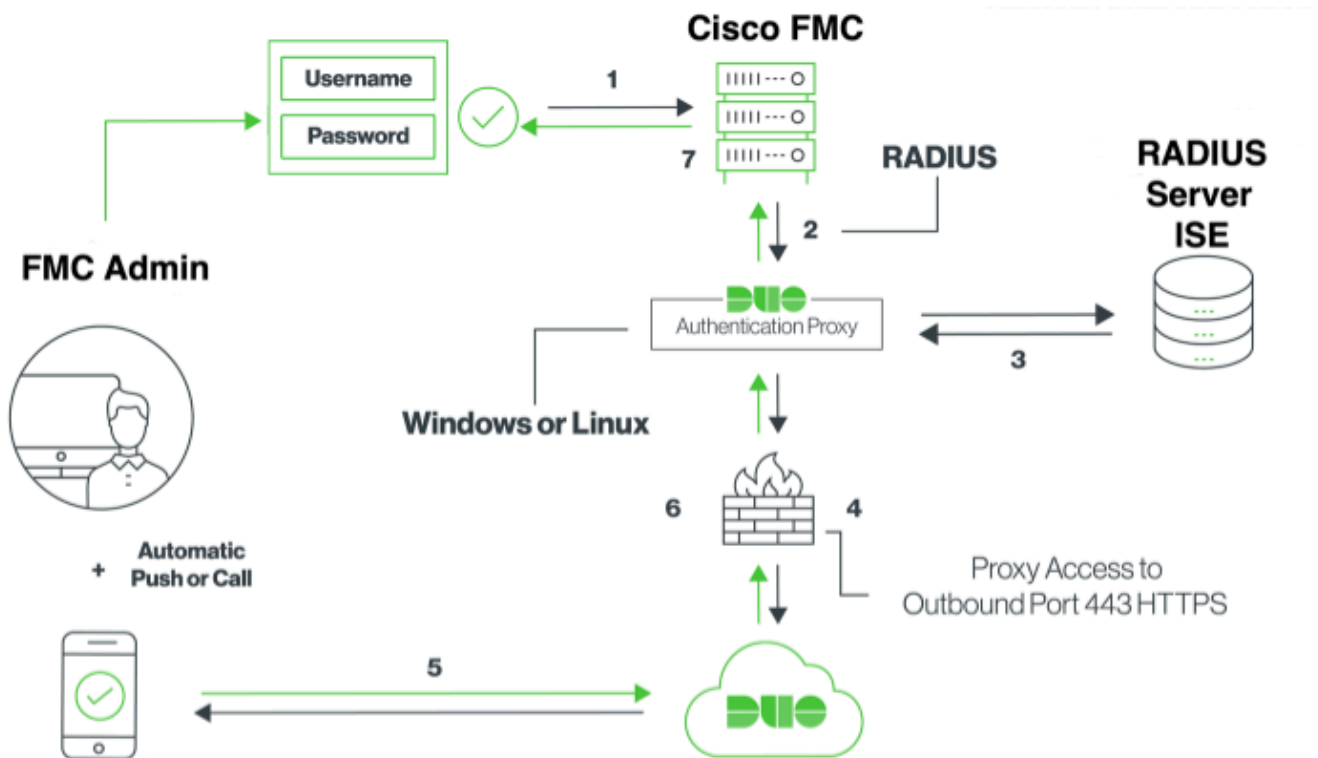 Cisco FMC
Username
Password
1
7
RADIUS
2
RADIUS
Server
ISE
FMC Admin
DUO
Authentication Proxy
3
Windows or Linux
6
4
+
Automatic
Push or Call
Proxy Access to
Outbound Port 443 HTTPS
5
DUO